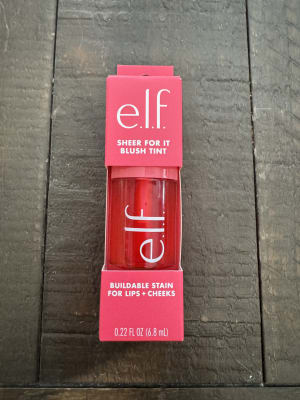 e.l.f.
SHEER FOR IT
BLUSH TINT
e.l.f.
BUILDABLE STAIN
FOR LIPS + CHEEKS
0.22 FL OZ (6.8 mL)